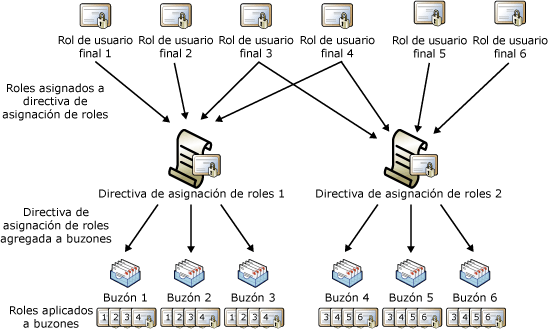 Rol de usuario
final 1
Rol de usuario
final 2
Rol de usuario
final 3
Rol de usuario
final 4
Rol de usuario
final 5
Rol de usuario
final 6
Roles asignados a
directiva de
asignación de roles
Directiva de asignación de roles 1
Directiva de asignación de roles 2
Directiva de
asignación de roles
agregada a buzones
Buzón 1
Buzón 2
Buzón 3
Buzón 4
Buzón 5
Buzón 6
Roles aplicados
a buzones
1 2 3 4
1 2 3 4
1 2 3 4
3 4 5 6
3 4 5 6
3 4 5 6